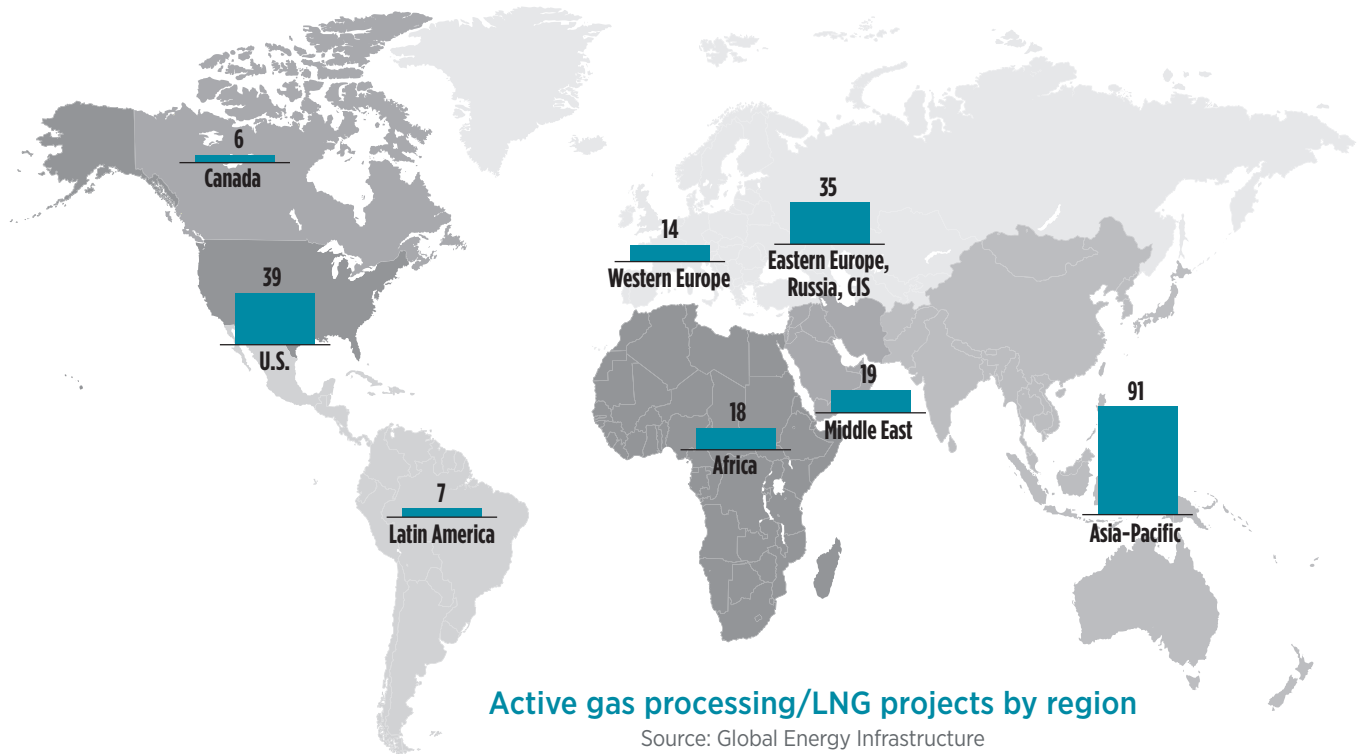 6
Canada
39
U.S.
7
Latin America
14
Western Europe
35
Eastern Europe,
Russia, CIS
18
Africa
19
Middle East
91
Asia-Pacific
Active gas processing/LNG projects by region
Source: Global Energy Infrastructure